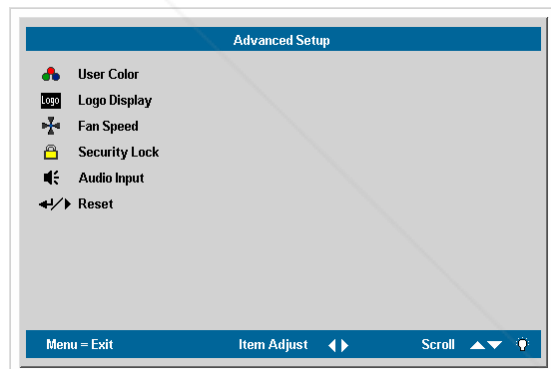 Advanced Setup
User Color
Logo Logo Display
Fan Speed
Security Lock
Audio Input
Reset
Menu = Exit Item Adjust Scroll